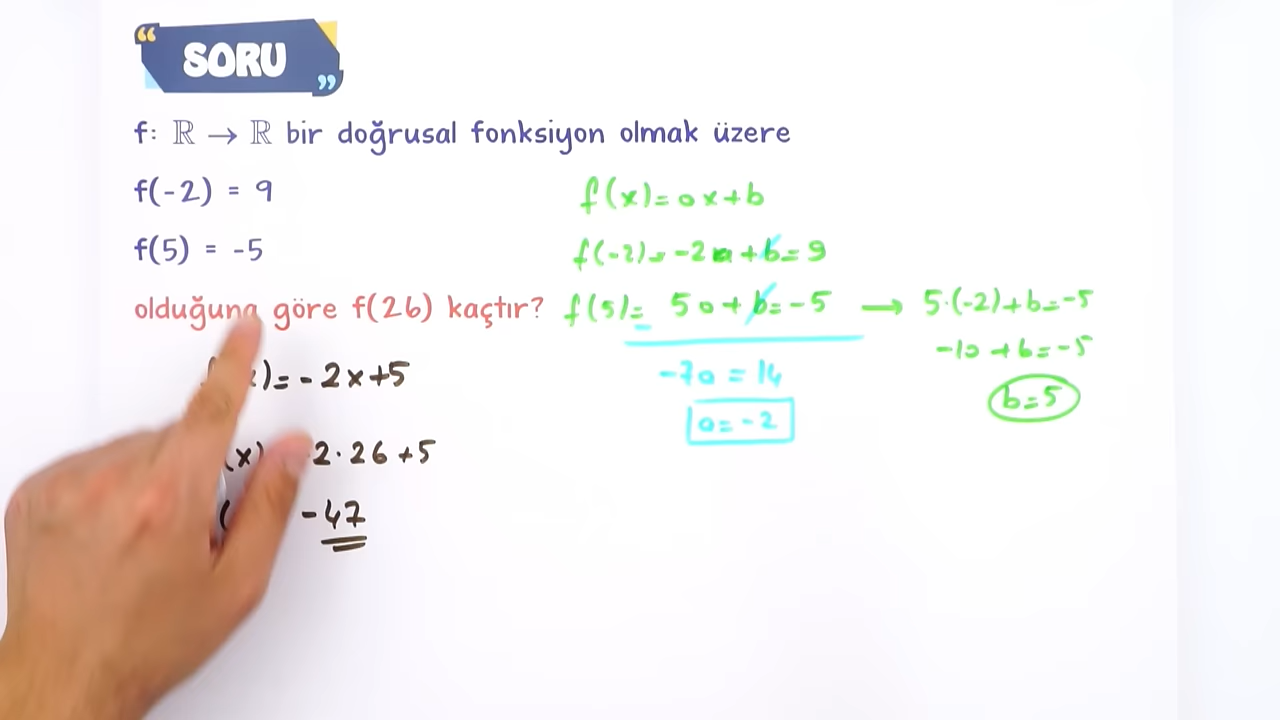 SORU
f: ℝ → ℝ bir doğrusal fonksiyon olmak üzere
f(-2) = 9
f(5) = -5
olduğuna göre f(26) kaçtır?
f(x)=ax+b
f(-2)=-2a+b=9
f(5)= 5a+b=-5 → 5·(-2)+b=-5
-7a = 14
a=-2
-10+b=-5
b=5
)=-2x+5
(x) 2·26+5
-47